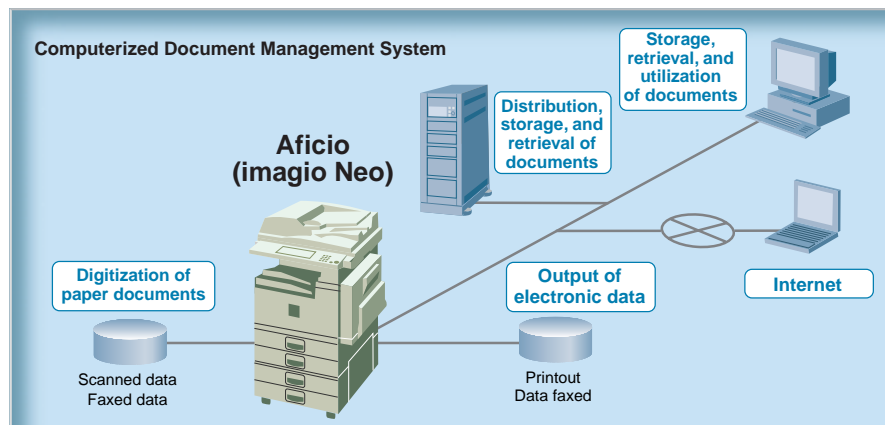 Computerized Document Management System
Storage,
retrieval, and
utilization
of documents
Distribution,
storage, and
retrieval of
documents
Aficio
(imagio Neo)
Digitization of
paper documents
Output of
electronic data
Internet
Scanned data
Faxed data
Printout
Data faxed